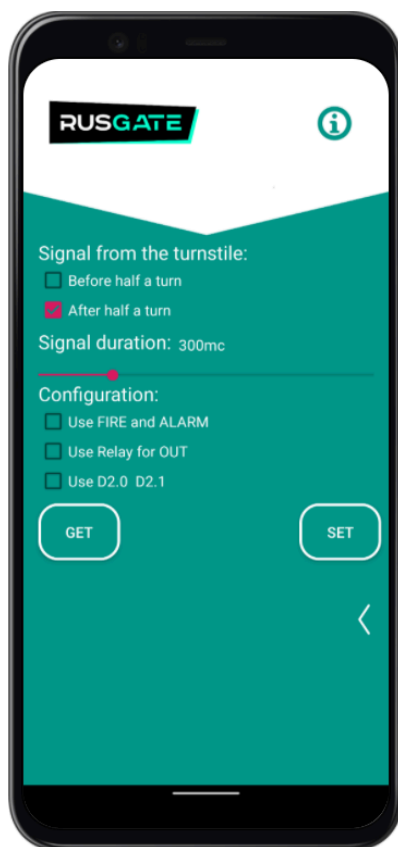 RUSGATE
Signal from the turnstile:
Before half a turn
After half a turn
Signal duration: 300mc
Configuration:
Use FIRE and ALARM
Use Relay for OUT
Use D2.0 D2.1
GET
SET